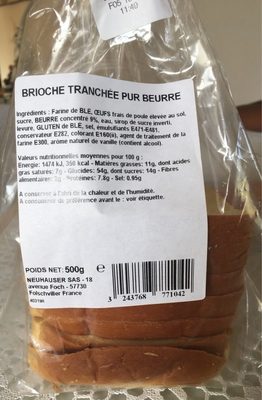 11:40
BRIOCHE TRANCHÉE PUR BEURRE
Ingrédients : Farine de BLE, ŒUFS frais de poule élevée au sol,
sucre, BEURRE concentré 9%, eau, sirop de sucre inverti,
levure, GLUTEN de BLE, sel, émulsifiants E471-E481,
conservateur E282, colorant E160(ii), agent de traitement de la
farine E300, arôme naturel de vanille (contient alcool).
Valeurs nutritionnelles moyennes pour 100 g :
Energie: 1474 kJ, 350 kcal - Matières grasses: 11g, dont acides
gras saturés: 7g - Glucides: 54g, dont sucres: 14g - Fibres
alimentaires: - Protéines: 7.8g - Sel: 0.95g
A conserver à l'abri de la chaleur et de l'humidité.
A consommer de préférence avant le : voir étiquette.
POIDS NET: 500g e
NEUHAUSER SAS - 18
avenue Foch - 57730
Folschviller France
3 243768 771042